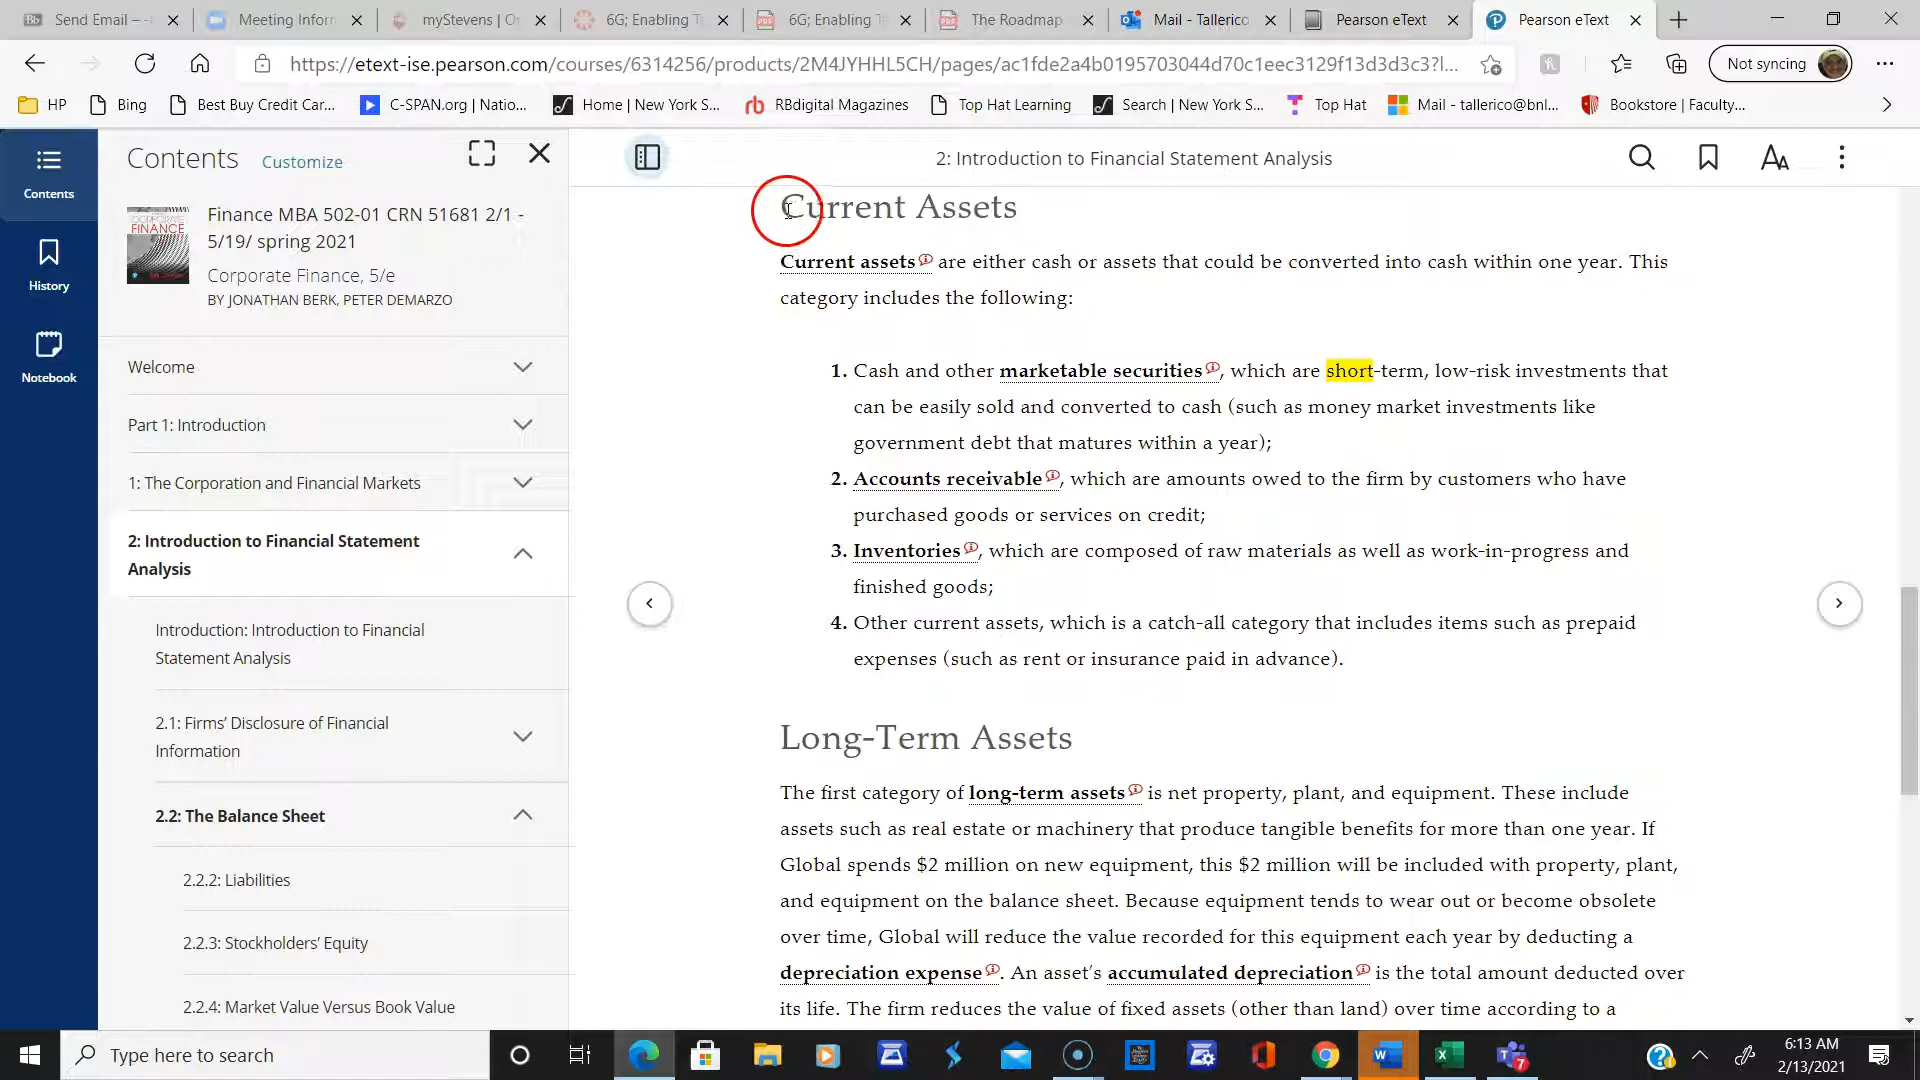 Send Email –
Meeting Inforr
myStevens | O
6G; Enabling T
6G; Enabling T
The Roadmap
Mail - Tallerico
Pearson eText
Pearson eText
https://etext-ise.pearson.com/courses/6314256/products/2M4JYHHL5CH/pages/ac1fde2a4b0195703044d70c1eec3129f13d3d3c3?l...
Not syncing
HP
Bing
Best Buy Credit Car...
C-SPAN.org | Natio...
Home | New York S...
RBdigital Magazines
Top Hat Learning
Search | New York S...
Top Hat
Mail - tallerico@bnl...
Bookstore | Faculty...
Contents
History
Notebook
Contents Customize
CORPORATE
FINANCE
Finance MBA 502-01 CRN 51681 2/1 -
5/19/ spring 2021
Corporate Finance, 5/e
BY JONATHAN BERK, PETER DEMARZO
Welcome
Part 1: Introduction
1: The Corporation and Financial Markets
2: Introduction to Financial Statement
Analysis
Introduction: Introduction to Financial
Statement Analysis
2.1: Firms’ Disclosure of Financial
Information
2.2: The Balance Sheet
2.2.2: Liabilities
2.2.3: Stockholders’ Equity
2.2.4: Market Value Versus Book Value
2: Introduction to Financial Statement Analysis
Current Assets
Current assets are either cash or assets that could be converted into cash within one year. This
category includes the following:
1. Cash and other marketable securities, which are short-term, low-risk investments that
can be easily sold and converted to cash (such as money market investments like
government debt that matures within a year);
2. Accounts receivable, which are amounts owed to the firm by customers who have
purchased goods or services on credit;
3. Inventories, which are composed of raw materials as well as work-in-progress and
finished goods;
4. Other current assets, which is a catch-all category that includes items such as prepaid
expenses (such as rent or insurance paid in advance).
Long-Term Assets
The first category of long-term assets is net property, plant, and equipment. These include
assets such as real estate or machinery that produce tangible benefits for more than one year. If
Global spends $2 million on new equipment, this $2 million will be included with property, plant,
and equipment on the balance sheet. Because equipment tends to wear out or become obsolete
over time, Global will reduce the value recorded for this equipment each year by deducting a
depreciation expense. An asset’s accumulated depreciation is the total amount deducted over
its life. The firm reduces the value of fixed assets (other than land) over time according to a
Type here to search
6:13 AM
2/13/2021